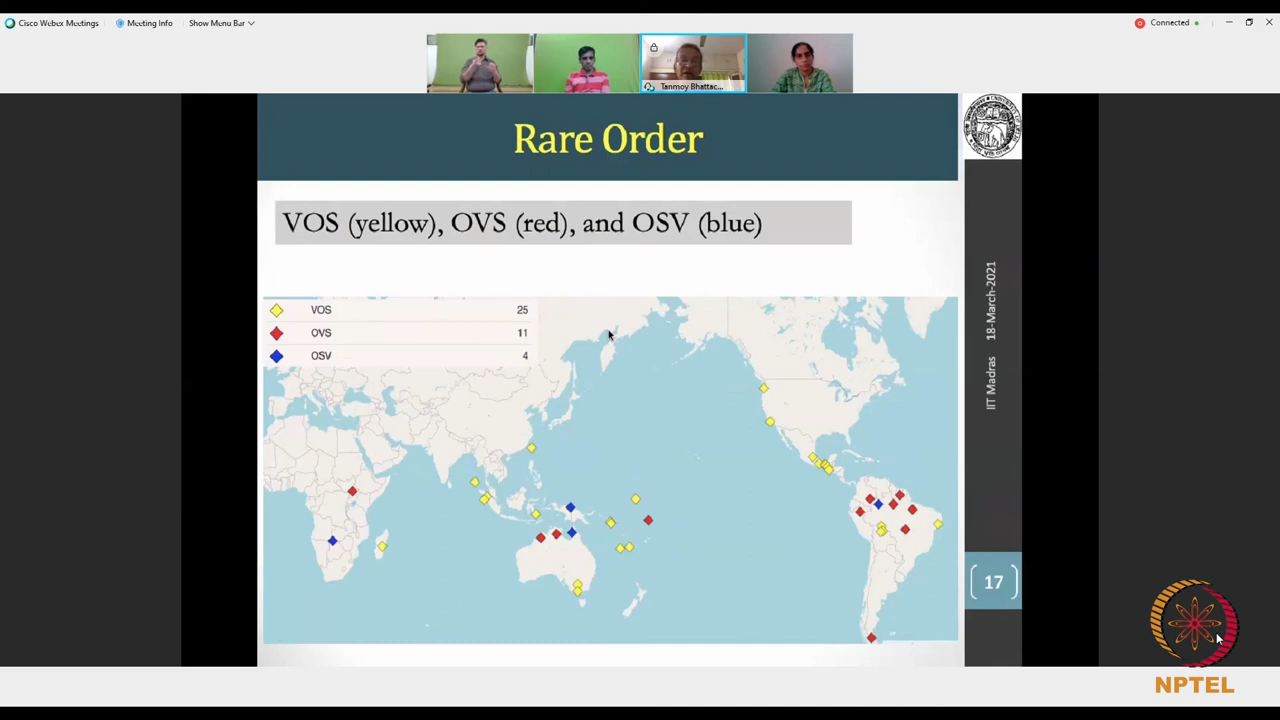 Cisco Webex Meetings
Meeting Info
Show Menu Bar
Connected
Tanmoy Bhattac...
Rare Order
VOS (yellow), OVS (red), and OSV (blue)
VOS 25
OVS 11
OSV 4
IIT Madras 18-March-2021
17
NPTEL